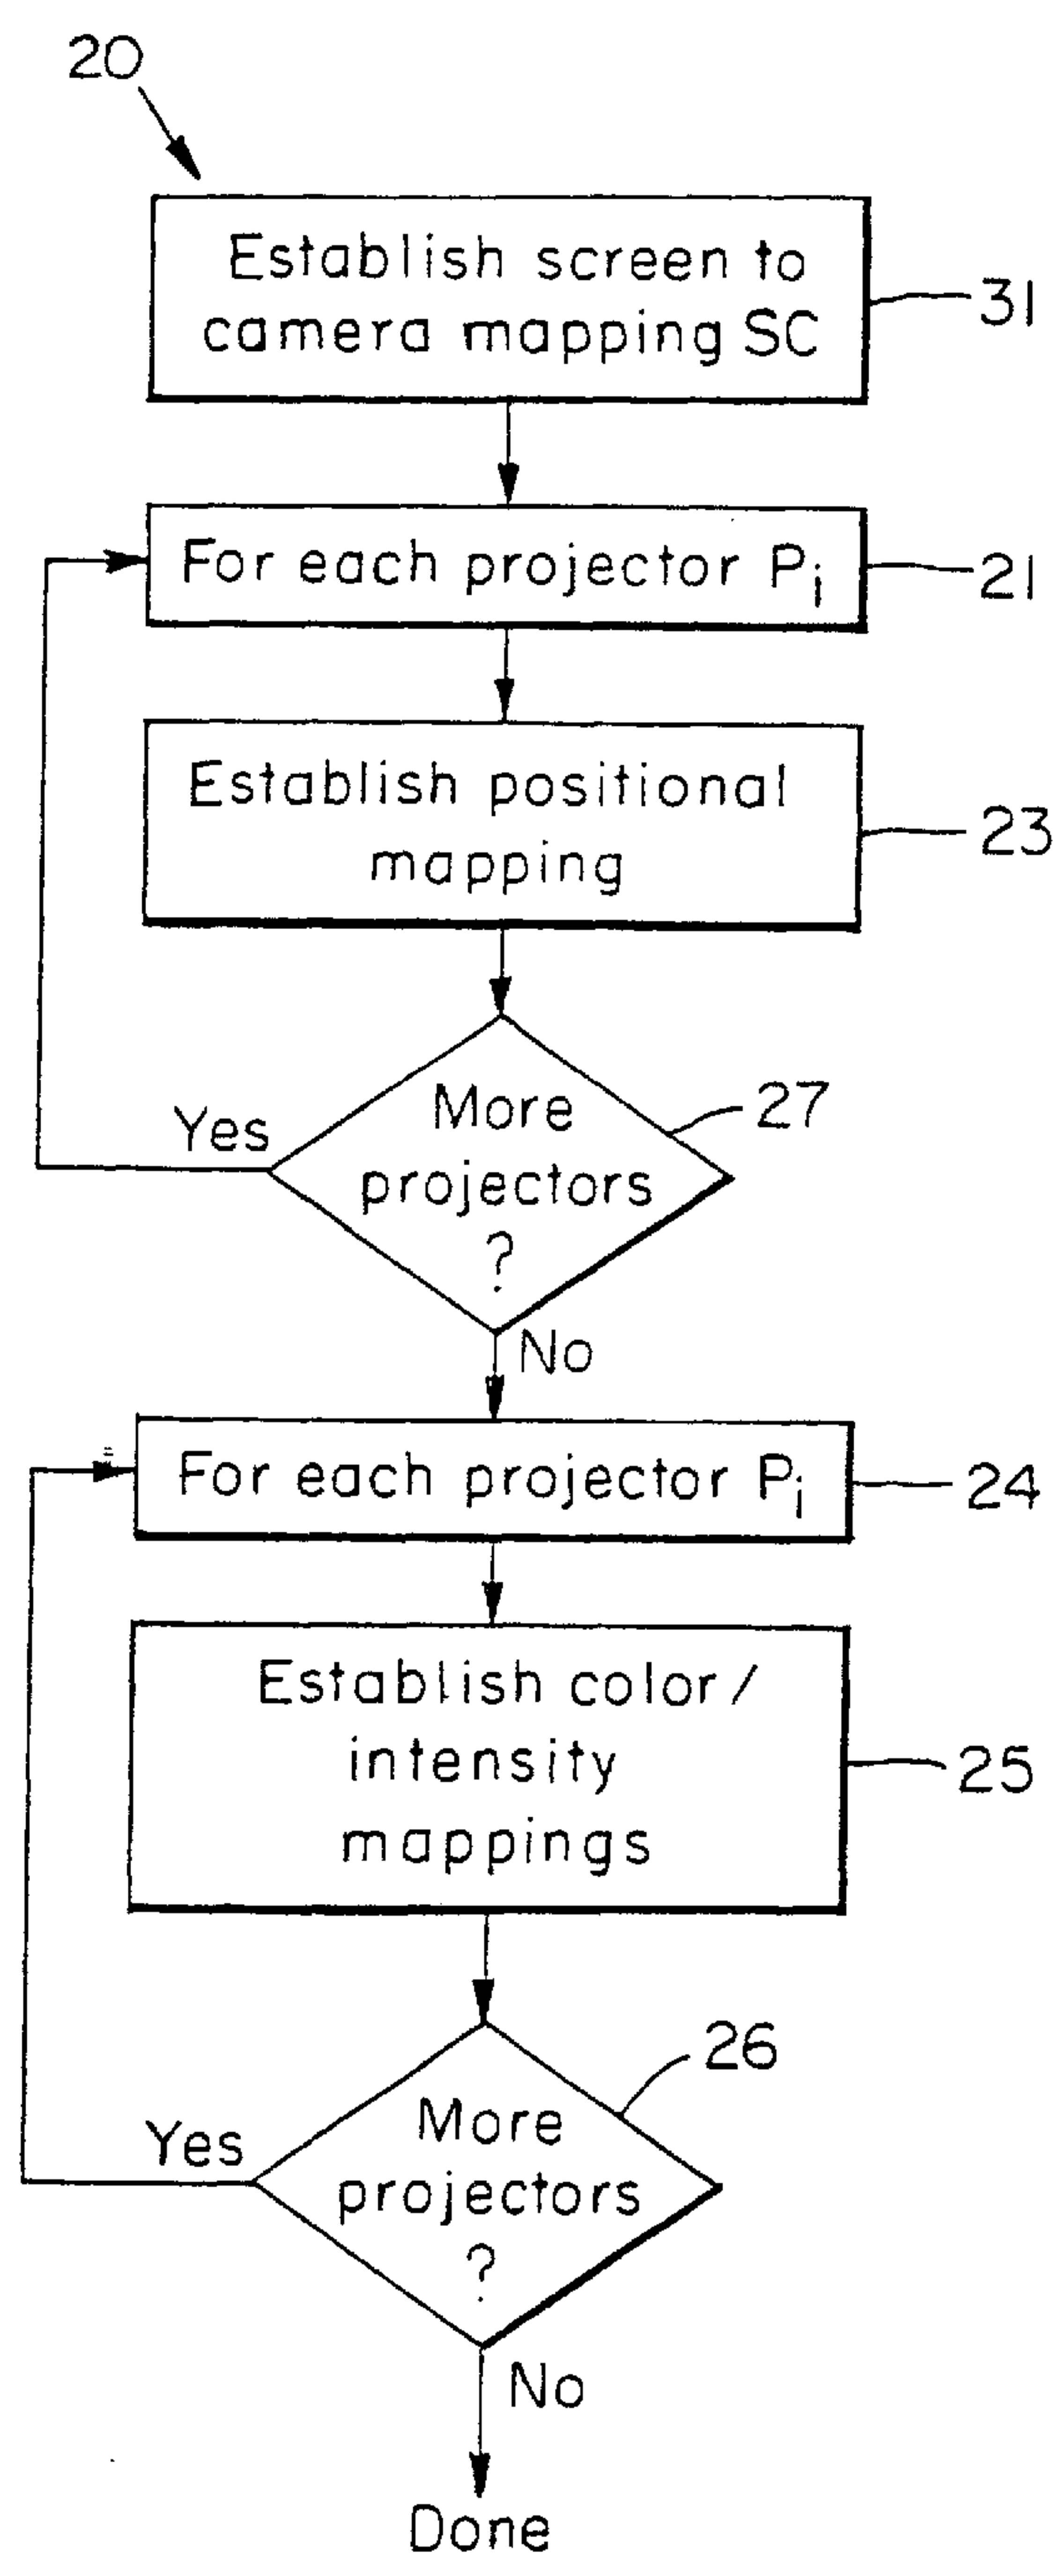 20
Establish screen to
camera mapping SC
31
For each projector Pi
21
Establish positional
mapping
23
More
projectors
?
27
Yes
No
For each projector Pi
24
Establish color/
intensity
mappings
25
More
projectors
?
26
Yes
No
Done